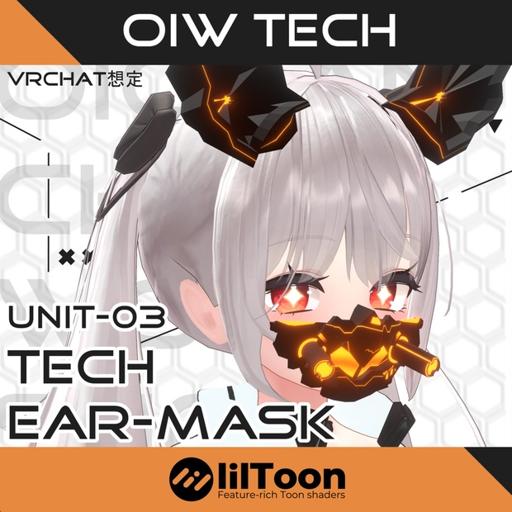 OIW TECH
VRCHAT想定
UNIT-03
TECH
EAR-MASK
lilToon
Feature-rich Toon shaders